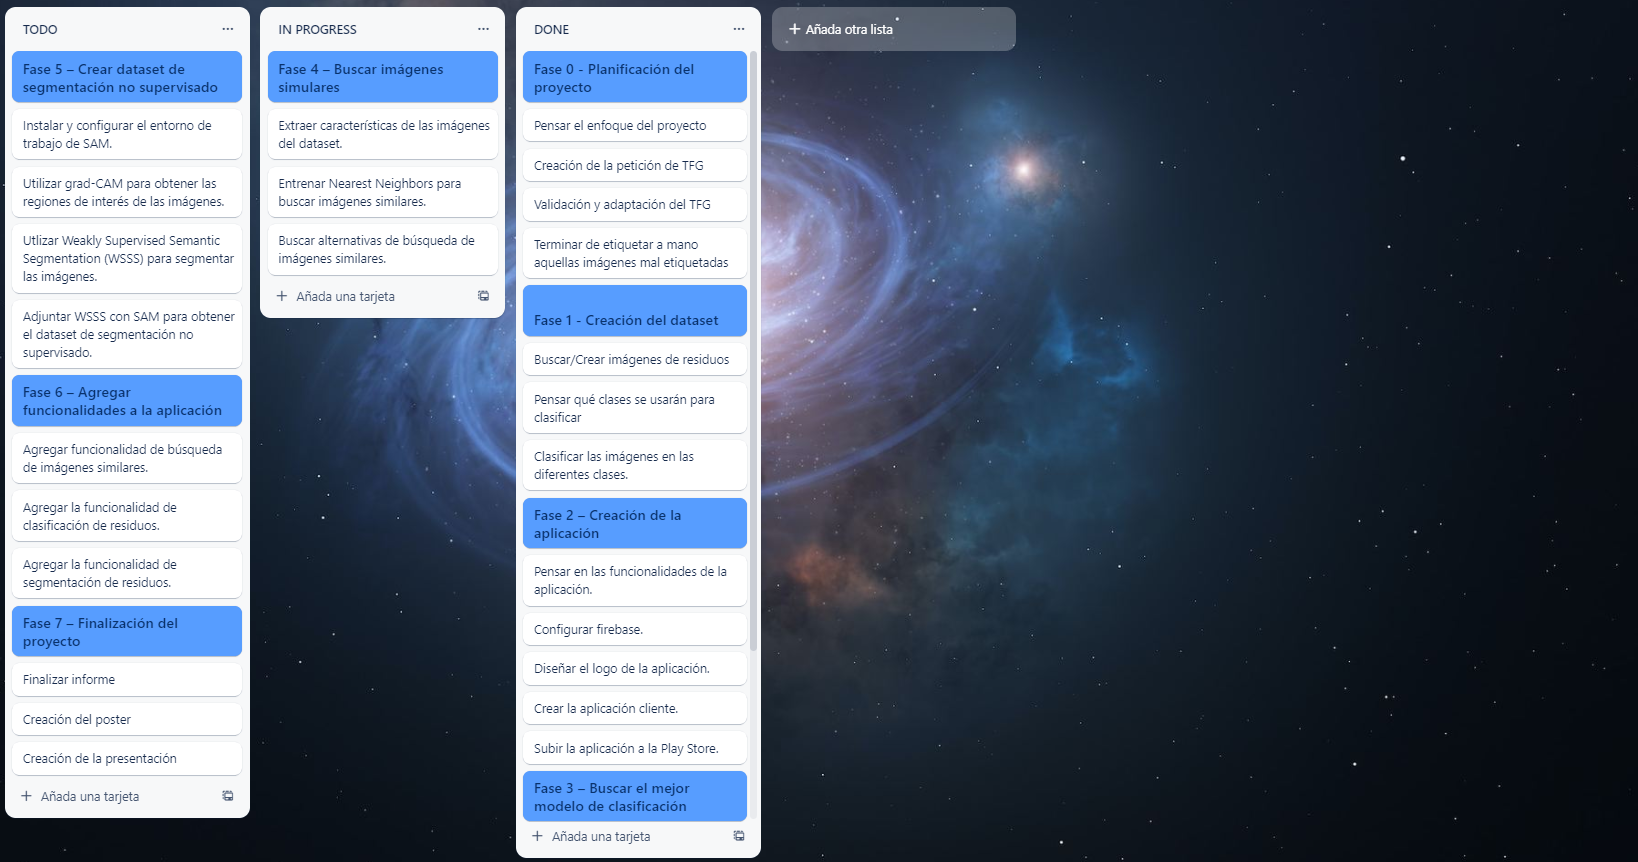 TODO
Fase 5 – Crear dataset de
segmentación no supervisado
Instalar y configurar el entorno de
trabajo de SAM.
Utilizar grad-CAM para obtener las
regiones de interés de las imágenes.
Utlizar Weakly Supervised Semantic
Segmentation (WSSS) para segmentar
las imágenes.
Adjuntar WSSS con SAM para obtener
el dataset de segmentación no
supervisado.
Fase 6 – Agregar
funcionalidades a la aplicación
Agregar funcionalidad de búsqueda
de imágenes similares.
Agregar la funcionalidad de
clasificación de residuos.
Agregar la funcionalidad de
segmentación de residuos.
Fase 7 – Finalización del
proyecto
Finalizar informe
Creación del poster
Creación de la presentación
+ Añada una tarjeta
IN PROGRESS
Fase 4 – Buscar imágenes
simulares
Extraer características de las imágenes
del dataset.
Entrenar Nearest Neighbors para
buscar imágenes similares.
Buscar alternativas de búsqueda de
imágenes similares.
+ Añada una tarjeta
DONE
Fase 0 - Planificación del
proyecto
Pensar el enfoque del proyecto
Creación de la petición de TFG
Validación y adaptación del TFG
Terminar de etiquetar a mano
aquellas imágenes mal etiquetadas
Fase 1 - Creación del dataset
Buscar/Crear imágenes de residuos
Pensar qué clases se usarán para
clasificar
Clasificar las imágenes en las
diferentes clases.
Fase 2 – Creación de la
aplicación
Pensar en las funcionalidades de la
aplicación.
Configurar firebase.
Diseñar el logo de la aplicación.
Crear la aplicación cliente.
Subir la aplicación a la Play Store.
Fase 3 – Buscar el mejor
modelo de clasificación
+ Añada una tarjeta
+ Añada otra lista